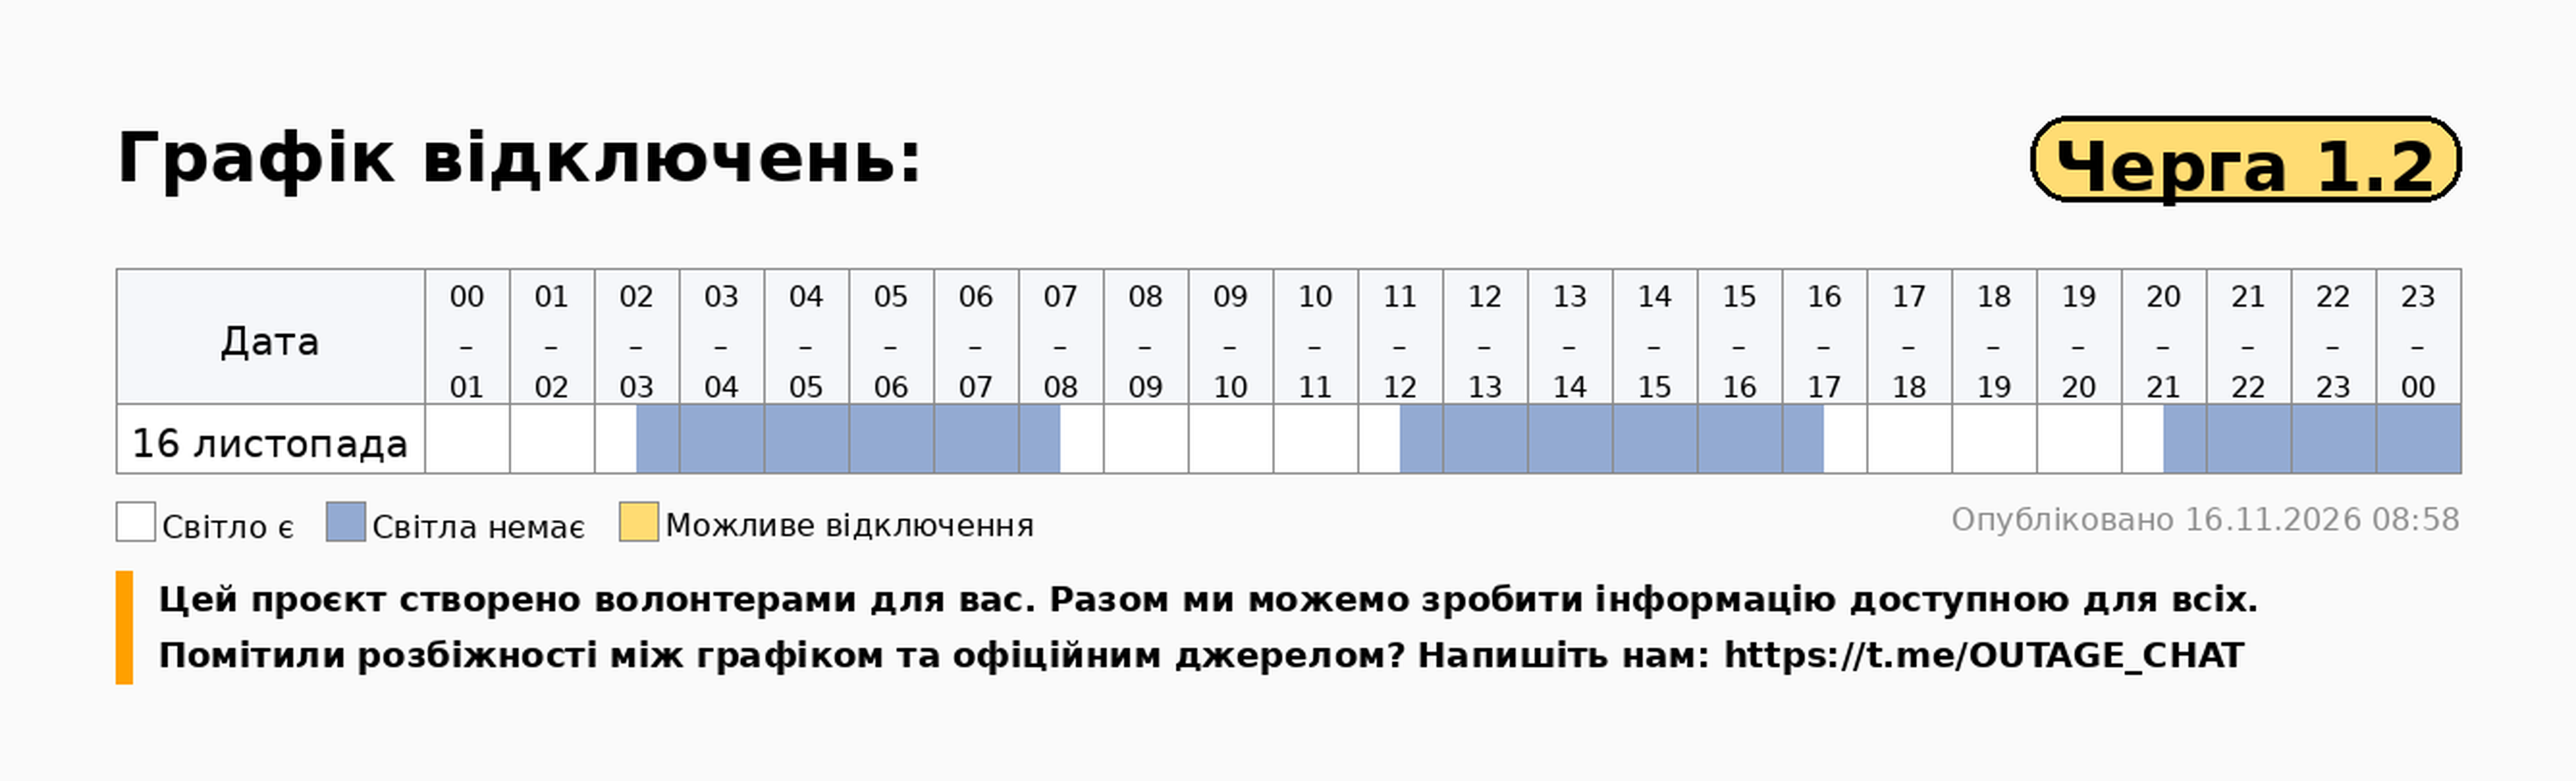 Графік відключень:
Черга 1.2
Дата 00 – 01 01 – 02 02 – 03 03 – 04 04 – 05 05 – 06 06 – 07 07 – 08 08 – 09 09 – 10 10 – 11 11 – 12 12 – 13 13 – 14 14 – 15 15 – 16 16 – 17 17 – 18 18 – 19 19 – 20 20 – 21 21 – 22 22 – 23 23 – 00
16 листопада
Світло є Світла немає Можливе відключення
Опубліковано 16.11.2026 08:58
Цей проєкт створено волонтерами для вас. Разом ми можемо зробити інформацію доступною для всіх.
Помітили розбіжності між графіком та офіційним джерелом? Напишіть нам: https://t.me/OUTAGE_CHAT